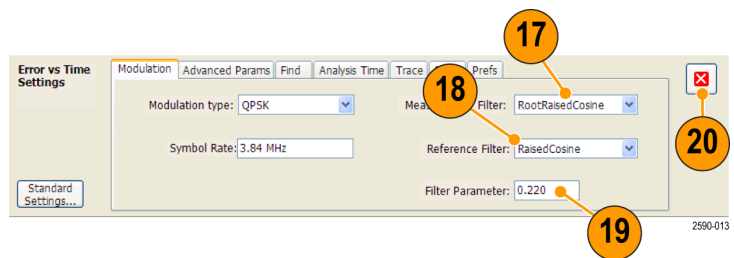 17
Error vs Time
Settings
Modulation Advanced Params Find Analysis Time Trace Prefs
18
Modulation type: QPSK
Filter: RootRaisedCosine
20
Symbol Rate: 3.84 MHz
Reference Filter: RaisedCosine
Standard
Settings...
Filter Parameter: 0.220
19
2590-013